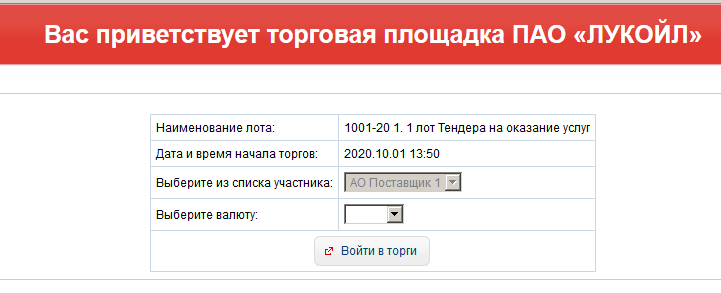 Вас приветствует торговая площадка ПАО «ЛУКОЙЛ»
Наименование лота: 1001-20 1. 1 лот Тендера на оказание услуг
Дата и время начала торгов: 2020.10.01 13:50
Выберите из списка участника: АО Поставщик 1
Выберите валюту:
Войти в торги